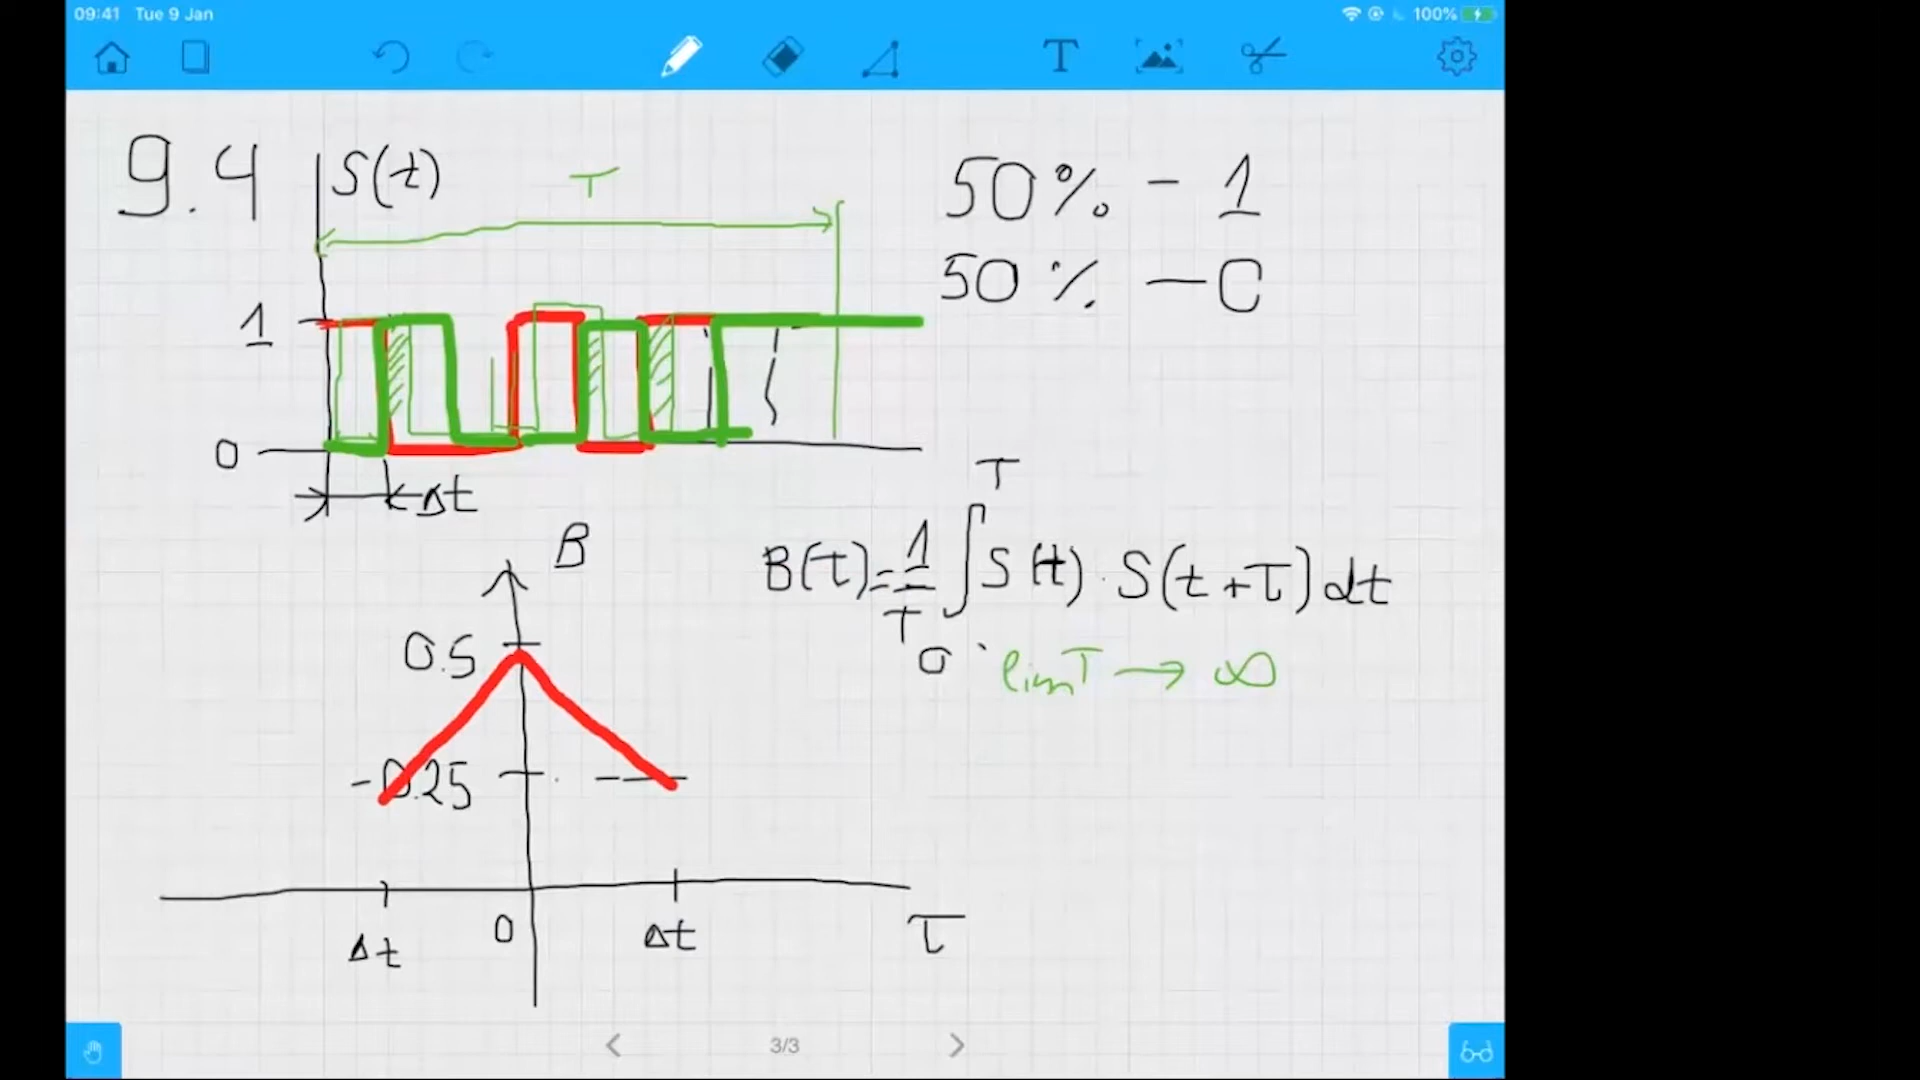 09:41 Tue 9 Jan
100%
T
9.4
S(t)
T
50% - 1
50% - 0
1
0
Δt
B
B(τ)=1/T ∫ S(t) · S(t+τ) dt
T
0
lim T → ∞
0.5
-0.25
Δt
0
Δt
τ
3/3